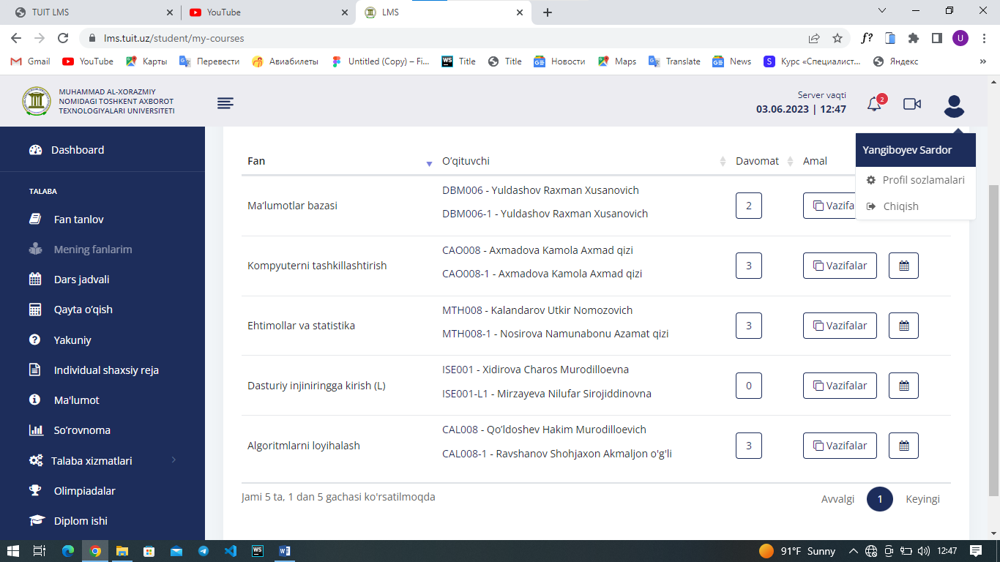 TUIT LMS
YouTube
LMS
lms.tuit.uz/student/my-courses
f?
U
Gmail
YouTube
Карты
Перевести
Авиабилеты
Untitled (Copy) – Fi...
WS
Title
Title
Новости
Maps
Translate
News
S
Курс «Специалист...
Яндекс
»
MUHAMMAD AL-XORAZMIY
NOMIDAGI TOSHKENT AXBOROT
TEXNOLOGIYALARI UNIVERSITETI
Server vaqti
03.06.2023 | 12:47
2
Yangiboyev Sardor
Profil sozlamalari
Chiqish
Dashboard
TALABA
Fan tanlov
Mening fanlarim
Dars jadvali
Qayta o‘qish
Yakuniy
Individual shaxsiy reja
Ma'lumot
So‘rovnoma
Talaba xizmatlari
Olimpiadalar
Diplom ishi
Fan O‘qituvchi Davomat Amal
Ma‘lumotlar bazasi
DBM006 - Yuldashov Raxman Xusanovich
DBM006-1 - Yuldashov Raxman Xusanovich
2
Vazifa
Kompyuterni tashkillashtirish
CAO008 - Axmadova Kamola Axmad qizi
CAO008-1 - Axmadova Kamola Axmad qizi
3
Vazifalar
Ehtimollar va statistika
MTH008 - Kalandarov Utkir Nomozovich
MTH008-1 - Nosirova Namunabonu Azamat qizi
3
Vazifalar
Dasturiy injiniringga kirish (L)
ISE001 - Xidirova Charos Murodilloevna
ISE001-L1 - Mirzayeva Nilufar Sirojiddinovna
0
Vazifalar
Algoritmlarni loyihalash
CAL008 - Qo‘ldoshev Hakim Murodilloevich
CAL008-1 - Ravshanov Shohjaxon Akmaljon o'g'li
3
Vazifalar
Jami 5 ta, 1 dan 5 gachasi ko'rsatilmoqda
Avvalgi 1 Keyingi
WS
91°F Sunny
12:47